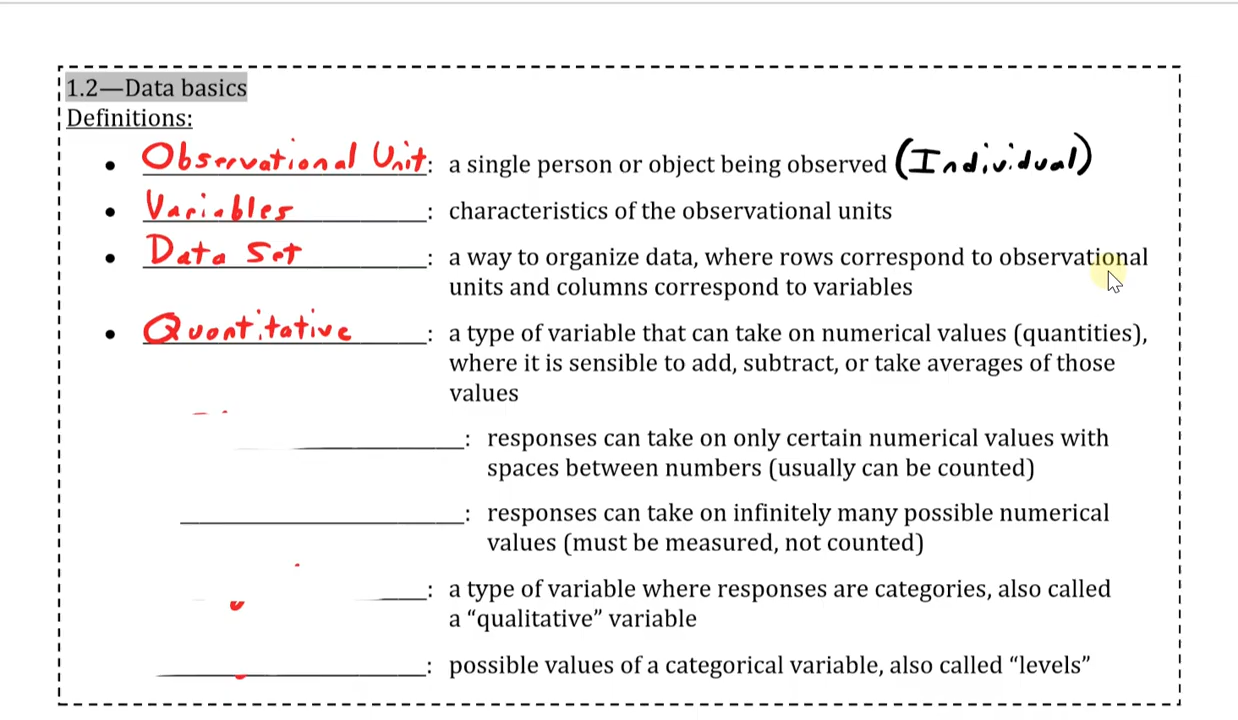 1.2—Data basics
Definitions:
• Observational Unit: a single person or object being observed (Individual)
• Variables: characteristics of the observational units
• Data Set: a way to organize data, where rows correspond to observational
units and columns correspond to variables
• Quantitative: a type of variable that can take on numerical values (quantities),
where it is sensible to add, subtract, or take averages of those
values
: responses can take on only certain numerical values with
spaces between numbers (usually can be counted)
: responses can take on infinitely many possible numerical
values (must be measured, not counted)
: a type of variable where responses are categories, also called
a “qualitative” variable
: possible values of a categorical variable, also called “levels”